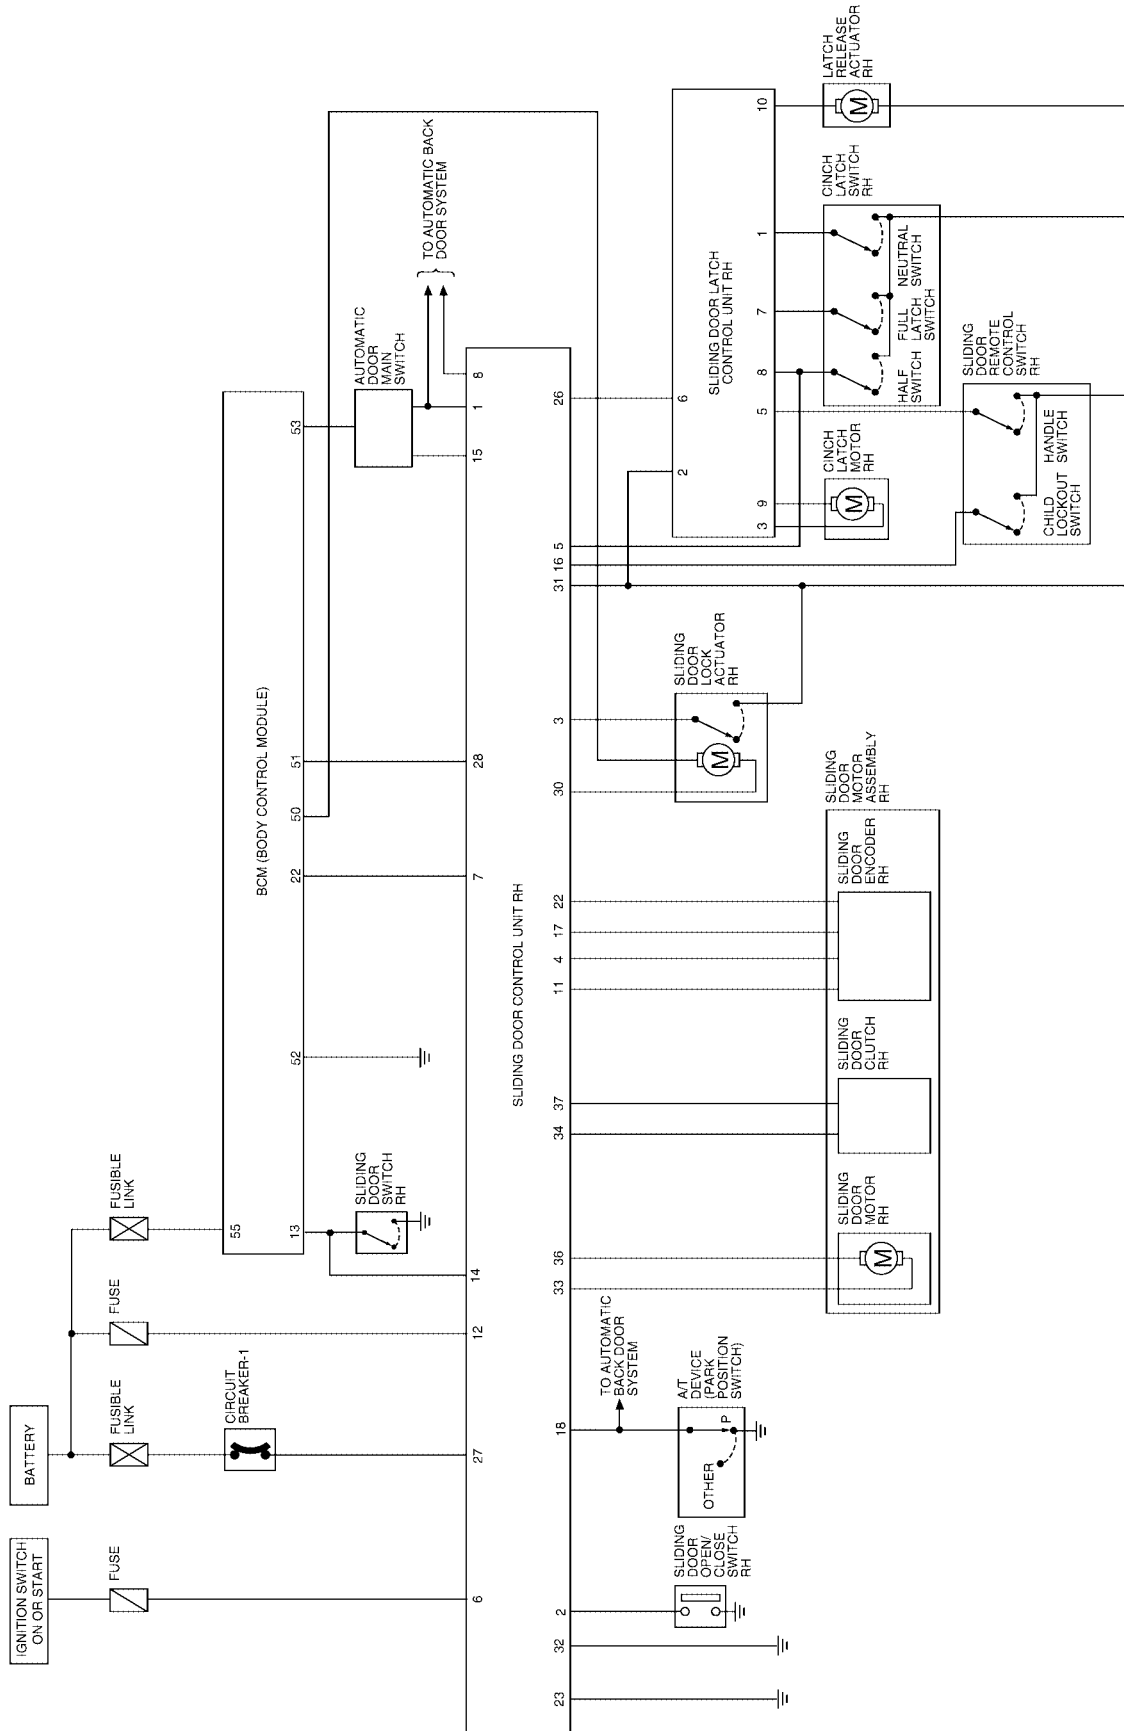 IGNITION SWITCH
ON OR START
FUSE
6
BATTERY
FUSIBLE
LINK
CIRCUIT
BREAKER-1
27
FUSE
12
FUSIBLE
LINK
55
BCM (BODY CONTROL MODULE)
13
52
22
50
51
53
SLIDING
DOOR
SWITCH
RH
14
7
28
AUTOMATIC
DOOR
MAIN
SWITCH
15
1
8
TO AUTOMATIC BACK
DOOR SYSTEM
SLIDING DOOR CONTROL UNIT RH
23
32
2
18
33
36
34
37
11
4
17
22
30
3
31
16
5
26
SLIDING
DOOR
OPEN/
CLOSE
SWITCH
RH
TO AUTOMATIC
BACK DOOR
SYSTEM
A/T
DEVICE
(PARK
POSITION
SWITCH)
OTHER
P
SLIDING
DOOR
MOTOR
RH
M
SLIDING
DOOR
CLUTCH
RH
SLIDING
DOOR
ENCODER
RH
SLIDING
DOOR
MOTOR
ASSEMBLY
RH
SLIDING
DOOR
LOCK
ACTUATOR
RH
M
SLIDING DOOR LATCH
CONTROL UNIT RH
2
6
3
9
5
8
7
1
10
CINCH
LATCH
MOTOR
RH
M
CINCH
LATCH
SWITCH
RH
HALF
SWITCH
FULL
LATCH
SWITCH
NEUTRAL
SWITCH
LATCH
RELEASE
ACTUATOR
RH
M
SLIDING
DOOR
REMOTE
CONTROL
SWITCH
RH
CHILD
LOCKOUT
SWITCH
HANDLE
SWITCH